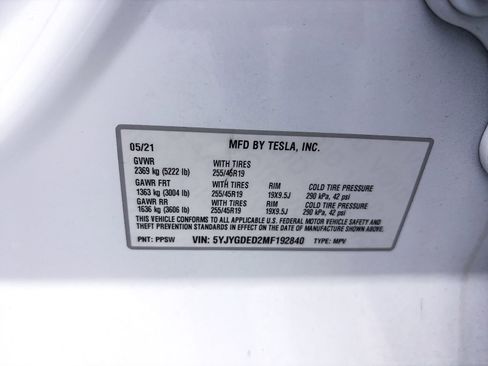 05/21 MFD BY TESLA, INC.
GVWR WITH TIRES
2369 kg (5222 lb) 255/45R19
GAWR FRT WITH TIRES RIM COLD TIRE PRESSURE
1363 kg (3004 lb) 255/45R19 19X9.5J 290 kPa, 42 psi
GAWR RR WITH TIRES RIM COLD TIRE PRESSURE
1636 kg (3606 lb) 255/45R19 19X9.5J 290 kPa, 42 psi
THIS VEHICLE CONFORMS TO ALL APPLICABLE U.S. FEDERAL MOTOR VEHICLE SAFETY AND
THEFT PREVENTION STANDARDS IN EFFECT ON THE DATE OF MANUFACTURE SHOWN ABOVE.
PNT: PPSW VIN: 5YJYGDED2MF192840 TYPE: MPV